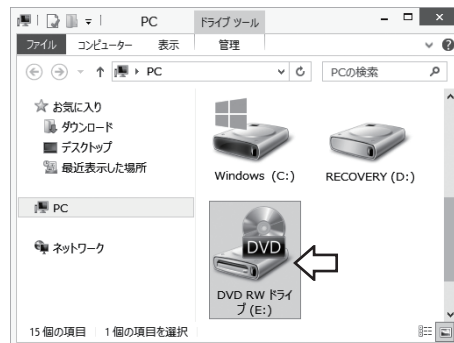 PC
ドライブ ツール
ファイル
コンピューター
表示
管理
PC
PCの検索
お気に入り
ダウンロード
デスクトップ
最近表示した場所
PC
ネットワーク
Windows (C:)
RECOVERY (D:)
DVD
DVD RW ドライ
ブ (E:)
15 個の項目
1 個の項目を選択